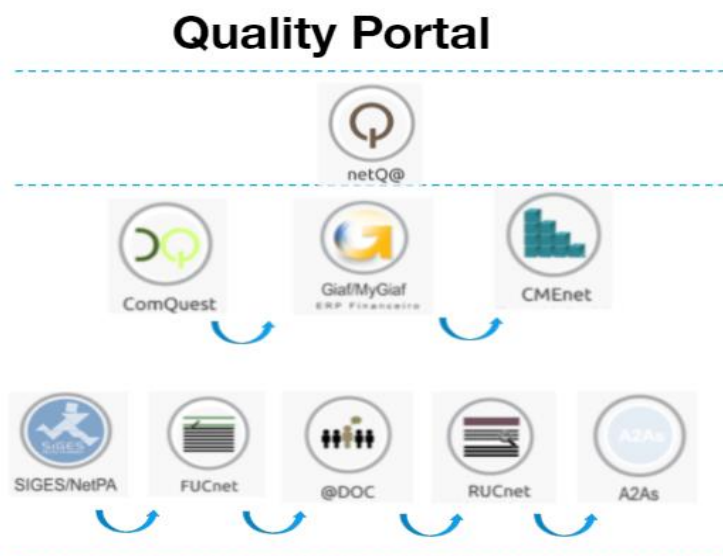 Quality Portal
netQ@
ComQuest
Giaf/MyGiaf
ERP Financeiro
CMEnet
SIGES
SIGES/NetPA
FUCnet
@DOC
RUCnet
A2As
A2As